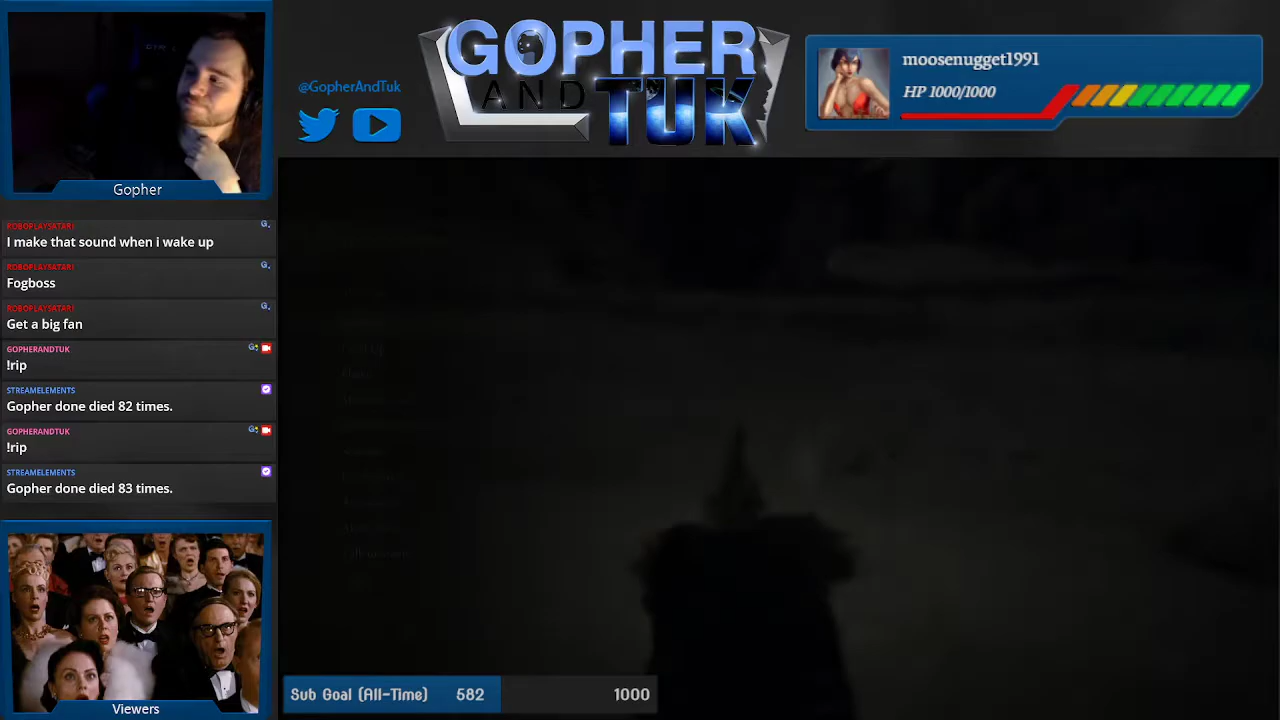 GOPHER
AND TUK
@GopherAndTuk
moosenugget1991
HP 1000/1000
Gopher
ROBOPLAYSATARI
I make that sound when i wake up
ROBOPLAYSATARI
Fogboss
ROBOPLAYSATARI
Get a big fan
GOPHERANDTUK
!rip
STREAMELEMENTS
Gopher done died 82 times.
GOPHERANDTUK
!rip
STREAMELEMENTS
Gopher done died 83 times.
Viewers
Sub Goal (All-Time) 582 1000